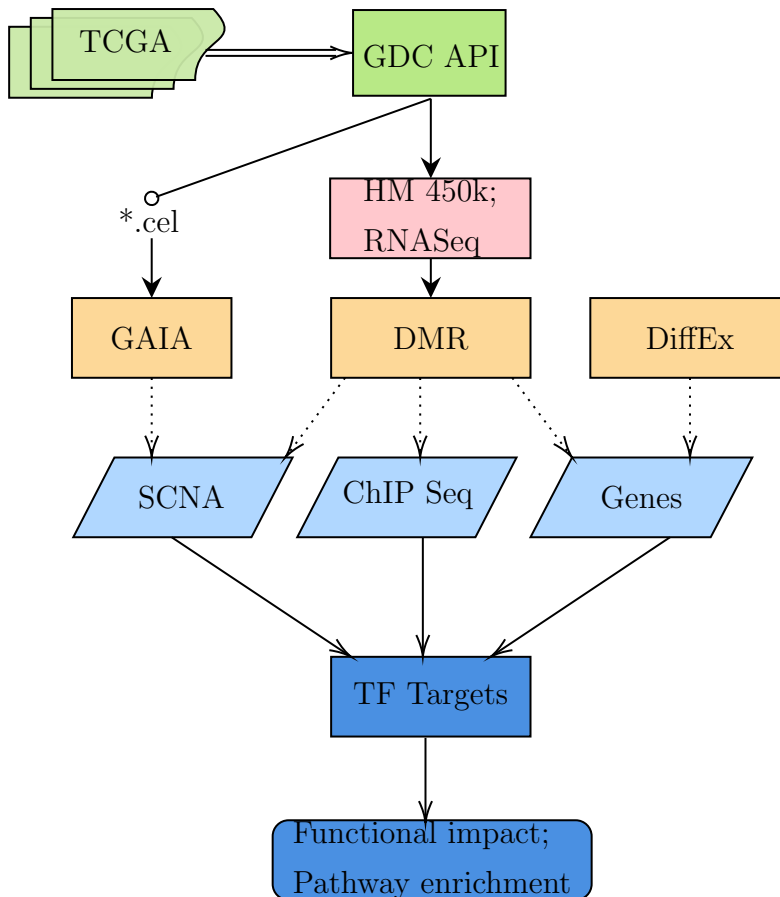 TCGA
GDC API
*.cel
HM 450k;
RNASeq
GAIA
DMR
DiffEx
SCNA
ChIP Seq
Genes
TF Targets
Functional impact;
Pathway enrichment